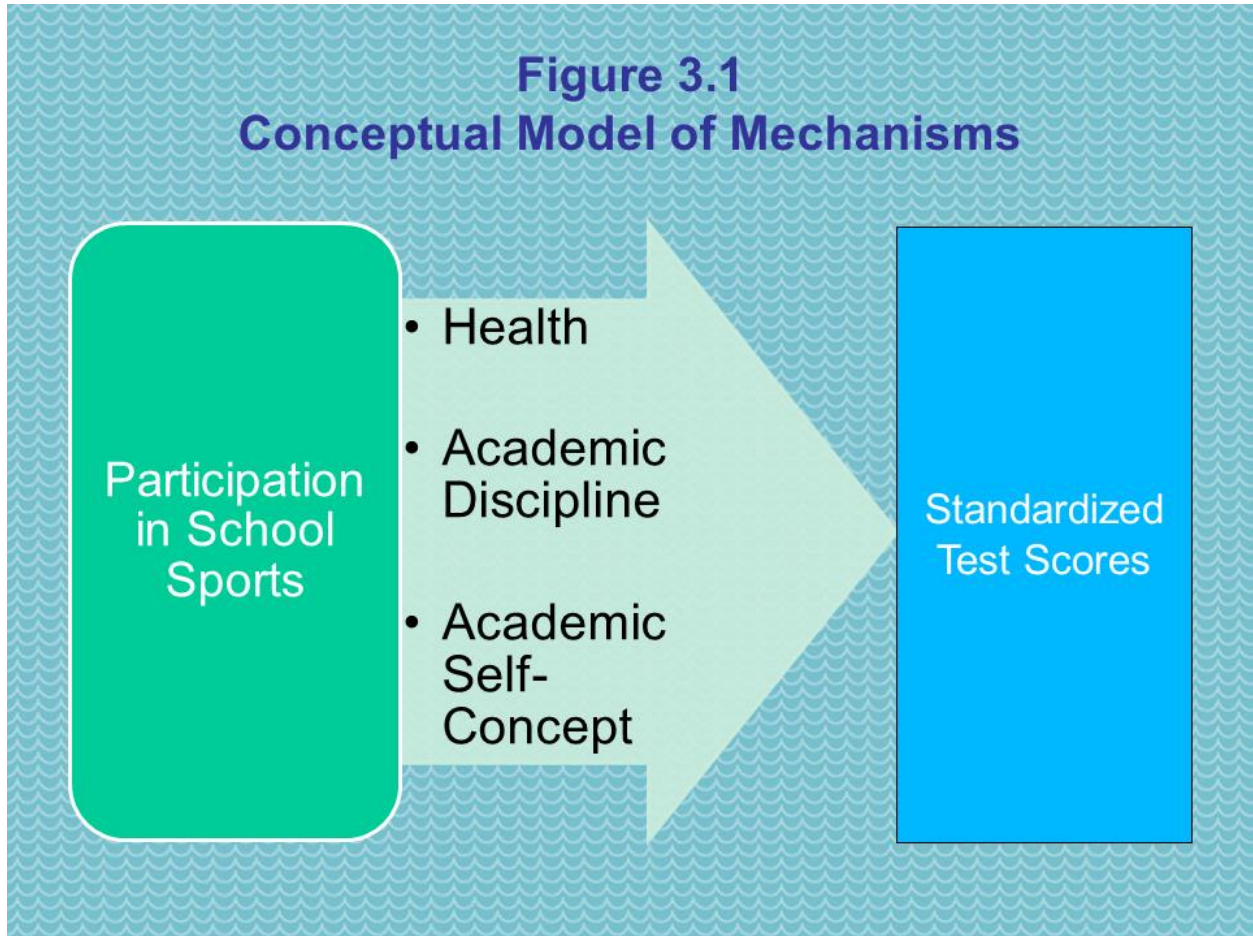 Figure 3.1
Conceptual Model of Mechanisms
Participation
in School
Sports
• Health
• Academic
Discipline
• Academic
Self-
Concept
Standardized
Test Scores